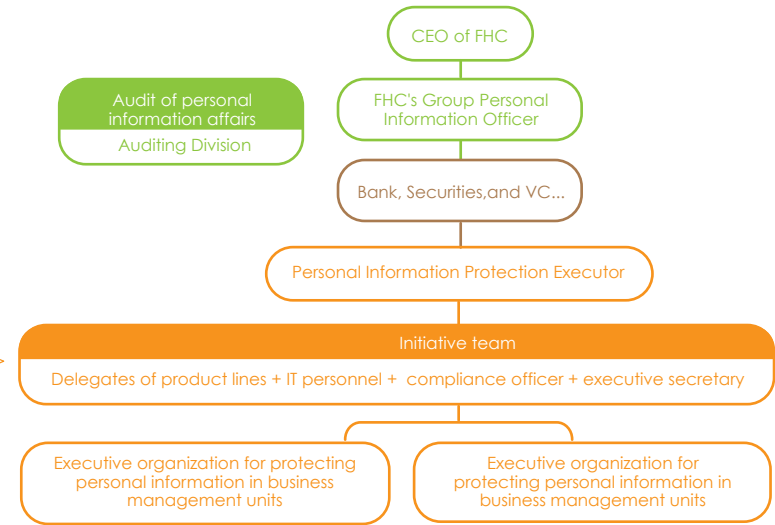 CEO of FHC
Audit of personal
information affairs
Auditing Division
FHC's Group Personal
Information Officer
Bank, Securities,and VC...
Personal Information Protection Executor
Initiative team
Delegates of product lines + IT personnel + compliance officer + executive secretary
Executive organization for protecting
personal information in business
management units
Executive organization for
protecting personal information in
business management units